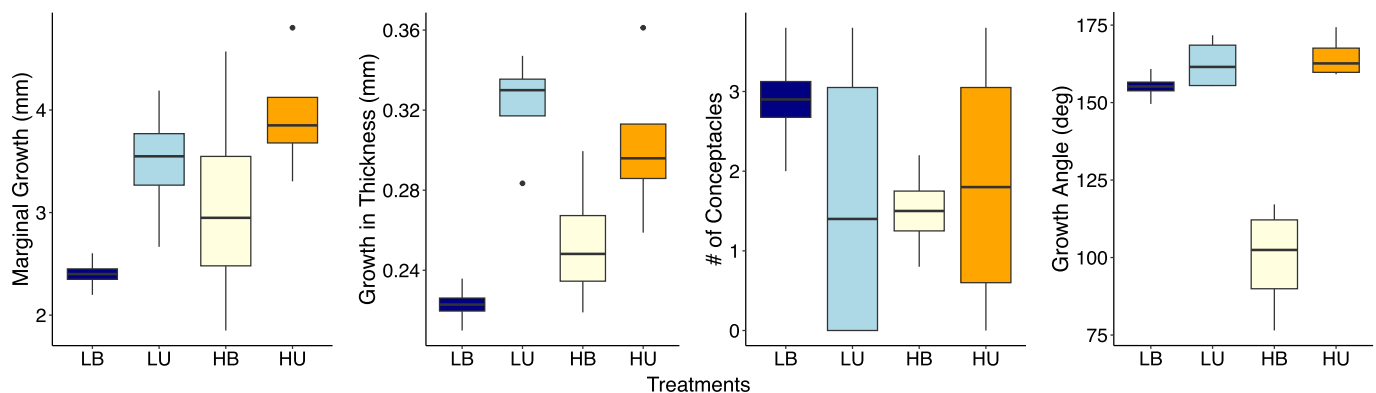 Marginal Growth (mm)
4
3
2
LB LU HB HU
Growth in Thickness (mm)
0.36
0.32
0.28
0.24
LB LU HB HU
# of Conceptacles
3
2
1
0
LB LU HB HU
Growth Angle (deg)
175
150
125
100
75
LB LU HB HU
Treatments